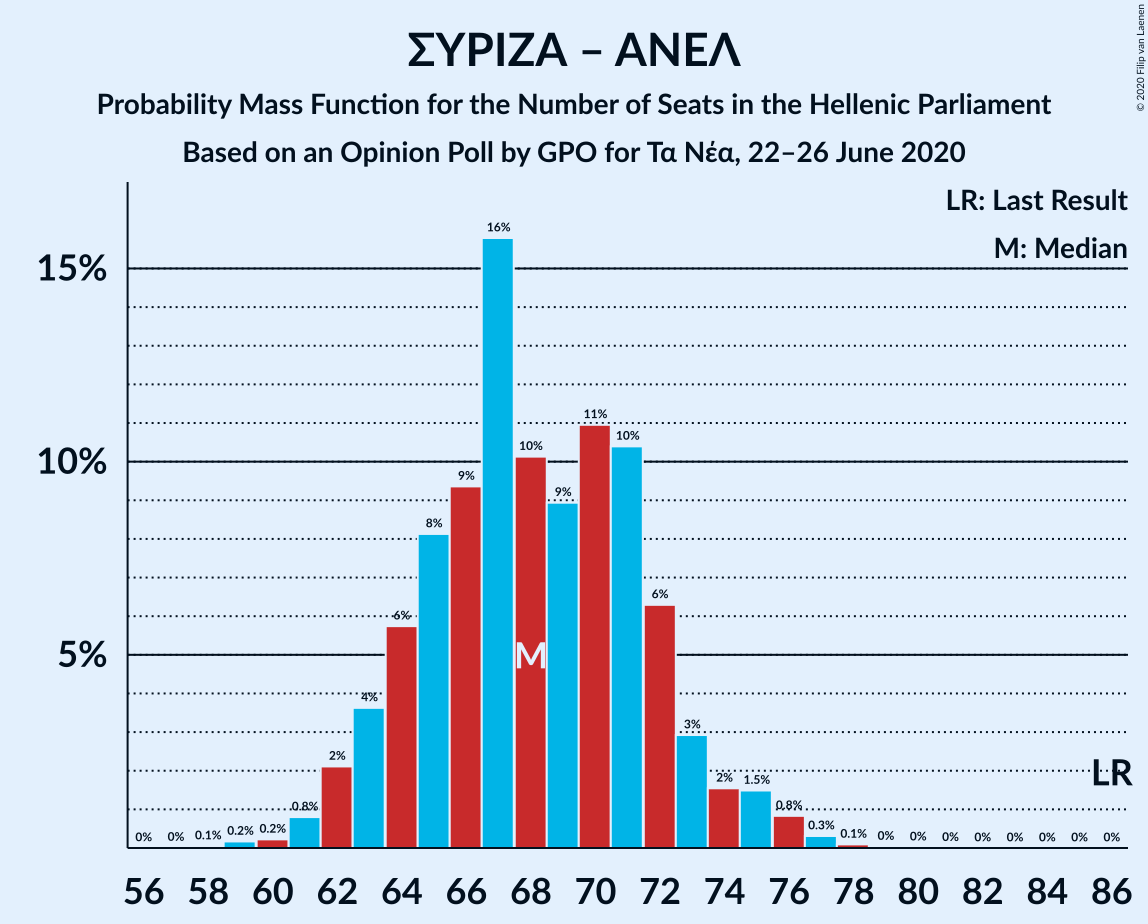 ΣΥΡΙΖΑ – ΑΝΕΛ
Probability Mass Function for the Number of Seats in the Hellenic Parliament
Based on an Opinion Poll by GPO for Τα Νέα, 22–26 June 2020
© 2020 Filip van Laenen
LR: Last Result
M: Median
15%
10%
5%
0% 0% 0.1% 0.2% 0.2% 0.8% 2% 4% 6% 8% 9% 16% 10% 9% 11% 10% 6% 3% 2% 1.5% 0.8% 0.3% 0.1% 0% 0% 0% 0% 0% 0% 0% 0%
M
LR
56 58 60 62 64 66 68 70 72 74 76 78 80 82 84 86